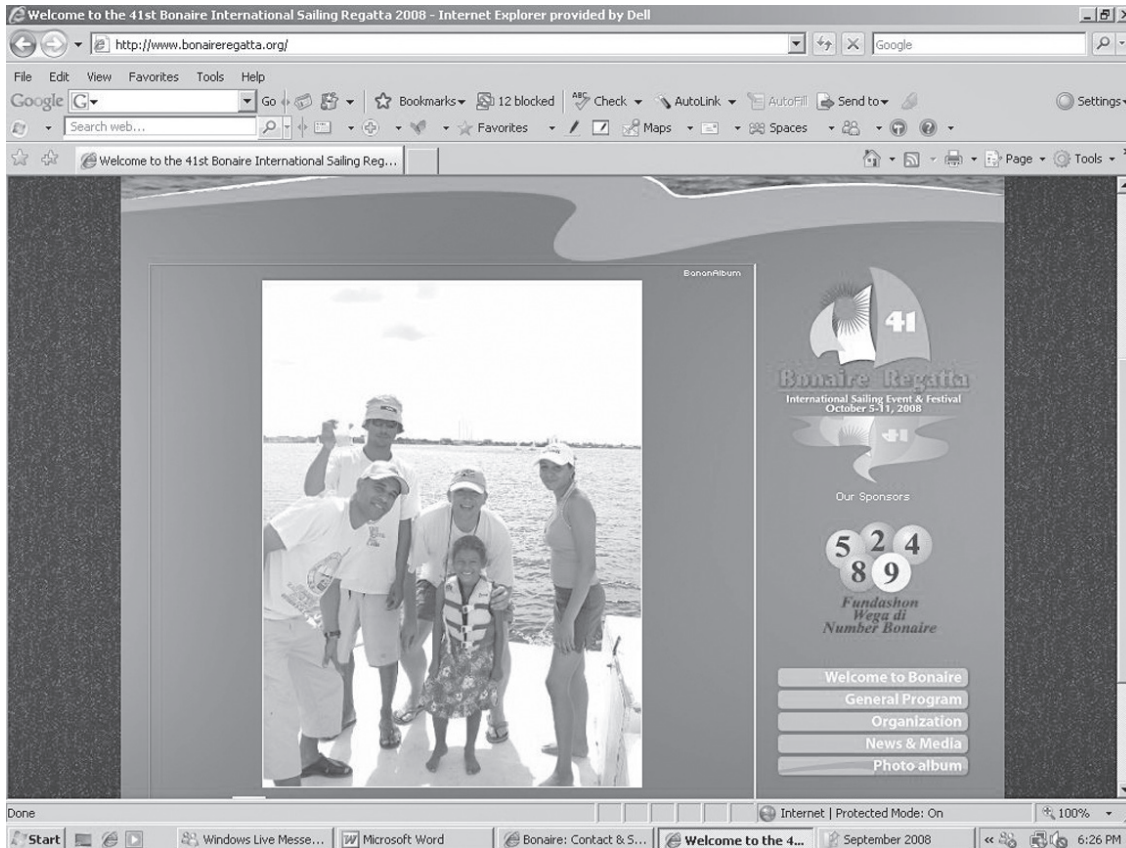 Welcome to the 41st Bonaire International Sailing Regatta 2008 - Internet Explorer provided by Dell
http://www.bonaireregatta.org/
Google
File Edit View Favorites Tools Help
Google G Go Bookmarks 12 blocked ABC Check AutoLink AutoFill Send to Settings
Search web... Favorites Maps Spaces
Welcome to the 41st Bonaire International Sailing Reg...
Page Tools
BananAlbum
41
Bonaire Regatta
International Sailing Event & Festival
October 5-11, 2008
41
Our Sponsors
5 2 4
8 9
Fundashon
Wega di
Number Bonaire
Welcome to Bonaire
General Program
Organization
News & Media
Photo album
Done Internet | Protected Mode: On 100%
Start Windows Live Messe... Microsoft Word Bonaire: Contact & S... Welcome to the 4... September 2008 6:26 PM